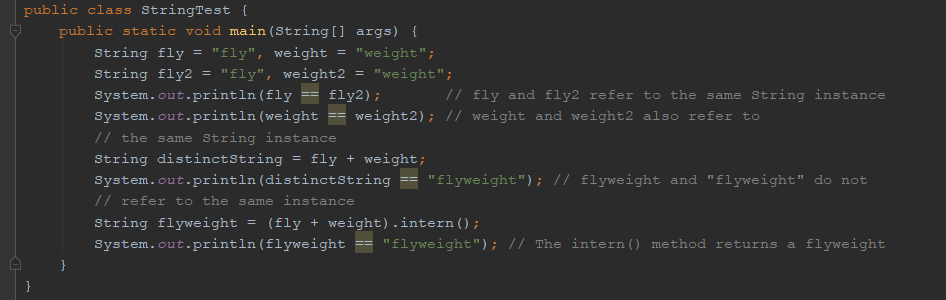 public class StringTest {
public static void main(String[] args) {
String fly = "fly", weight = "weight";
String fly2 = "fly", weight2 = "weight";
System.out.println(fly == fly2);       // fly and fly2 refer to the same String instance
System.out.println(weight == weight2); // weight and weight2 also refer to
// the same String instance
String distinctString = fly + weight;
System.out.println(distinctString == "flyweight"); // flyweight and "flyweight" do not
// refer to the same instance
String flyweight = (fly + weight).intern();
System.out.println(flyweight == "flyweight"); // The intern() method returns a flyweight
}
}